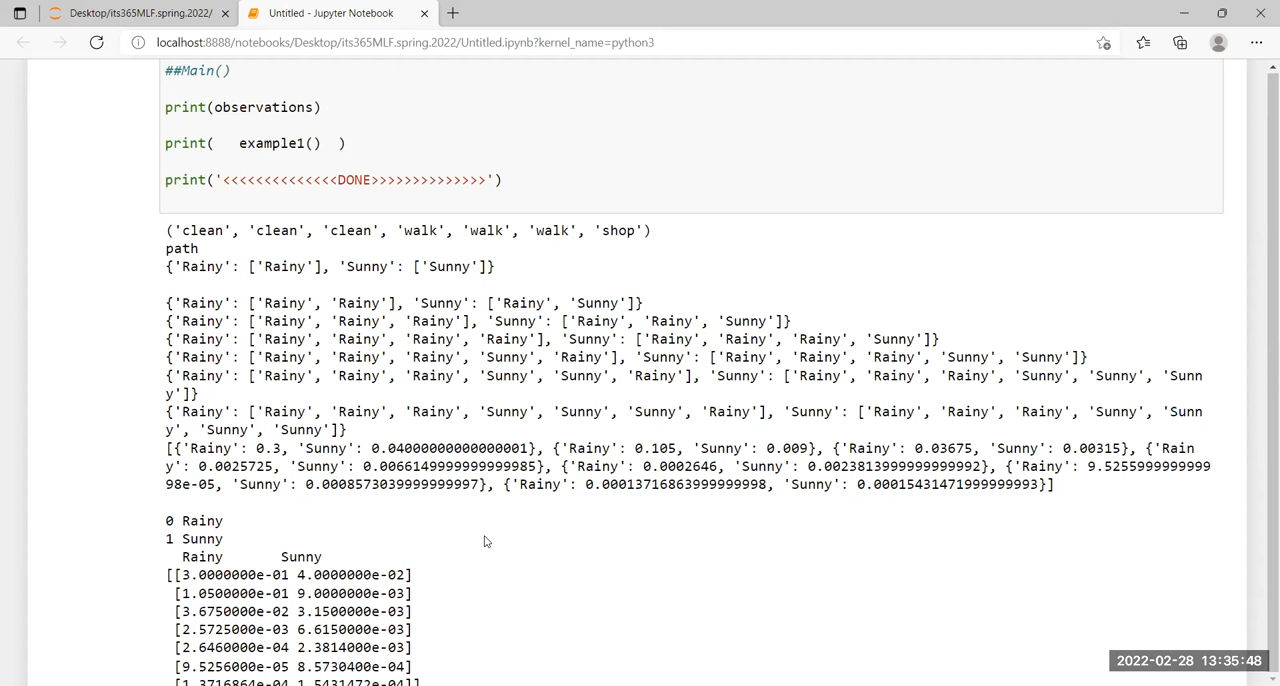 Desktop/its365MLF.spring.2022/
Untitled - Jupyter Notebook
localhost:8888/notebooks/Desktop/its365MLF.spring.2022/Untitled.ipynb?kernel_name=python3
##Main()
print(observations)
print(   example1()  )
print('<<<<<<<<<<<<<<DONE>>>>>>>>>>>>>>')
('clean', 'clean', 'clean', 'walk', 'walk', 'walk', 'shop')
path
{'Rainy': ['Rainy'], 'Sunny': ['Sunny']}
{'Rainy': ['Rainy', 'Rainy'], 'Sunny': ['Rainy', 'Sunny']}
{'Rainy': ['Rainy', 'Rainy', 'Rainy'], 'Sunny': ['Rainy', 'Rainy', 'Sunny']}
{'Rainy': ['Rainy', 'Rainy', 'Rainy', 'Rainy'], 'Sunny': ['Rainy', 'Rainy', 'Rainy', 'Sunny']}
{'Rainy': ['Rainy', 'Rainy', 'Rainy', 'Sunny', 'Rainy'], 'Sunny': ['Rainy', 'Rainy', 'Rainy', 'Sunny', 'Sunny']}
{'Rainy': ['Rainy', 'Rainy', 'Rainy', 'Sunny', 'Sunny', 'Rainy'], 'Sunny': ['Rainy', 'Rainy', 'Rainy', 'Sunny', 'Sunny', 'Sunn
y']}
{'Rainy': ['Rainy', 'Rainy', 'Rainy', 'Sunny', 'Sunny', 'Sunny', 'Rainy'], 'Sunny': ['Rainy', 'Rainy', 'Rainy', 'Sunny', 'Sunn
y', 'Sunny', 'Sunny']}
[{'Rainy': 0.3, 'Sunny': 0.04000000000000001}, {'Rainy': 0.105, 'Sunny': 0.009}, {'Rainy': 0.03675, 'Sunny': 0.00315}, {'Rain
y': 0.0025725, 'Sunny': 0.0066149999999999985}, {'Rainy': 0.0002646, 'Sunny': 0.0023813999999999992}, {'Rainy': 9.5255999999999
98e-05, 'Sunny': 0.0008573039999999997}, {'Rainy': 0.00013716863999999998, 'Sunny': 0.00015431471999999993}]
0 Rainy
1 Sunny
Rainy       Sunny
[[3.0000000e-01 4.0000000e-02]
[1.0500000e-01 9.0000000e-03]
[3.6750000e-02 3.1500000e-03]
[2.5725000e-03 6.6150000e-03]
[2.6460000e-04 2.3814000e-03]
[9.5256000e-05 8.5730400e-04]
[1.3716864e-04 1.5431472e-04]]
2022-02-28 13:35:48